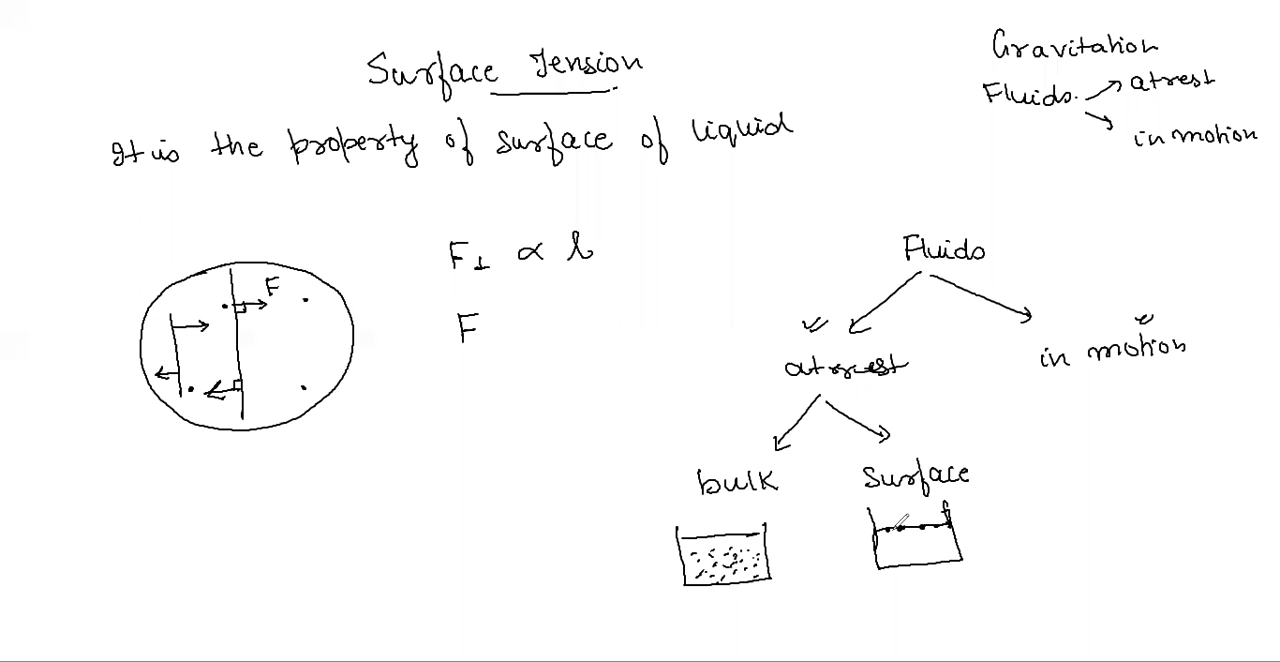 Surface Tension
It is the property of surface of liquid
Gravitation
Fluids. at rest
in motion
F⊥ ∝ l
F
F
Fluids
at rest
in motion
bulk
Surface